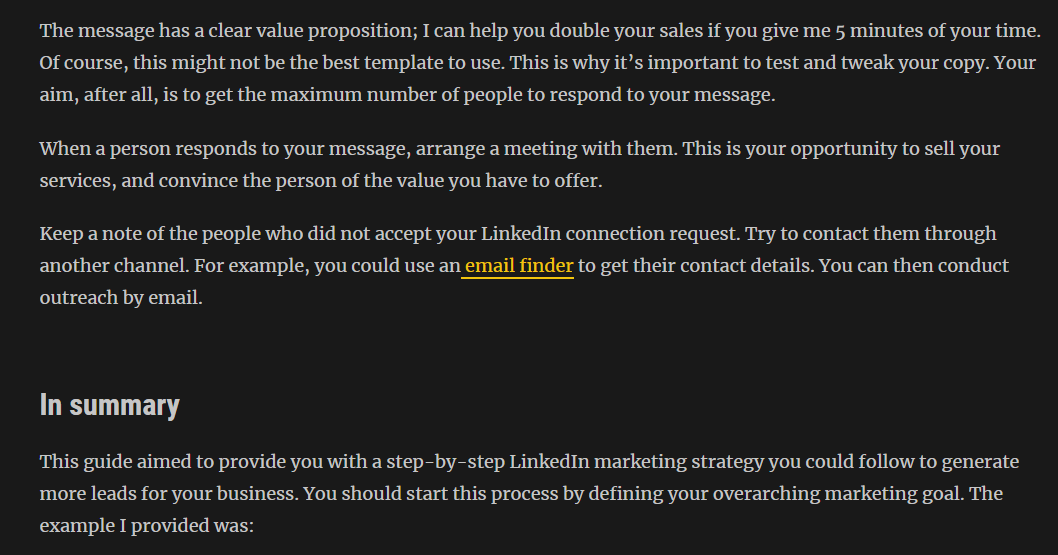 The message has a clear value proposition; I can help you double your sales if you give me 5 minutes of your time.
Of course, this might not be the best template to use. This is why it’s important to test and tweak your copy. Your
aim, after all, is to get the maximum number of people to respond to your message.
When a person responds to your message, arrange a meeting with them. This is your opportunity to sell your
services, and convince the person of the value you have to offer.
Keep a note of the people who did not accept your LinkedIn connection request. Try to contact them through
another channel. For example, you could use an email finder to get their contact details. You can then conduct
outreach by email.
In summary
This guide aimed to provide you with a step-by-step LinkedIn marketing strategy you could follow to generate
more leads for your business. You should start this process by defining your overarching marketing goal. The
example I provided was: